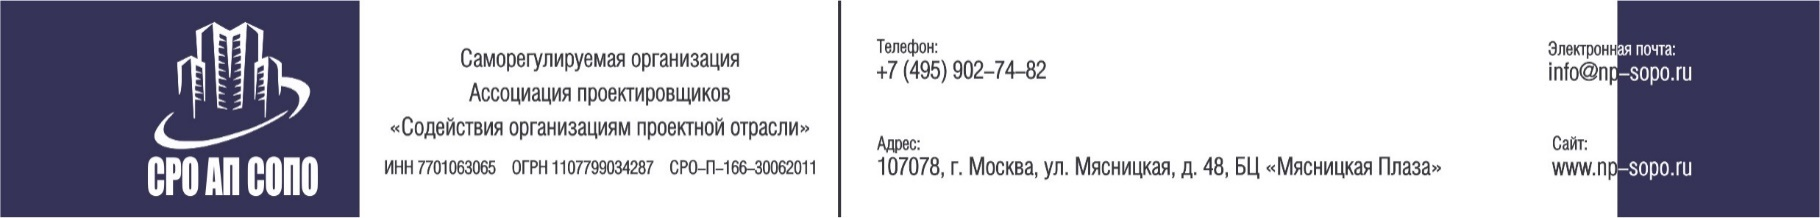 СРО АП СОПО
Саморегулируемая организация
Ассоциация проектировщиков
«Содействия организациям проектной отрасли»
ИНН 7701063065 ОГРН 1107799034287 СРО–П–166–30062011
Телефон:
+7 (495) 902–74–82
Адрес:
107078, г. Москва, ул. Мясницкая, д. 48, БЦ «Мясницкая Плаза»
Электронная почта:
info@np–sopo.ru
Сайт:
www.np–sopo.ru